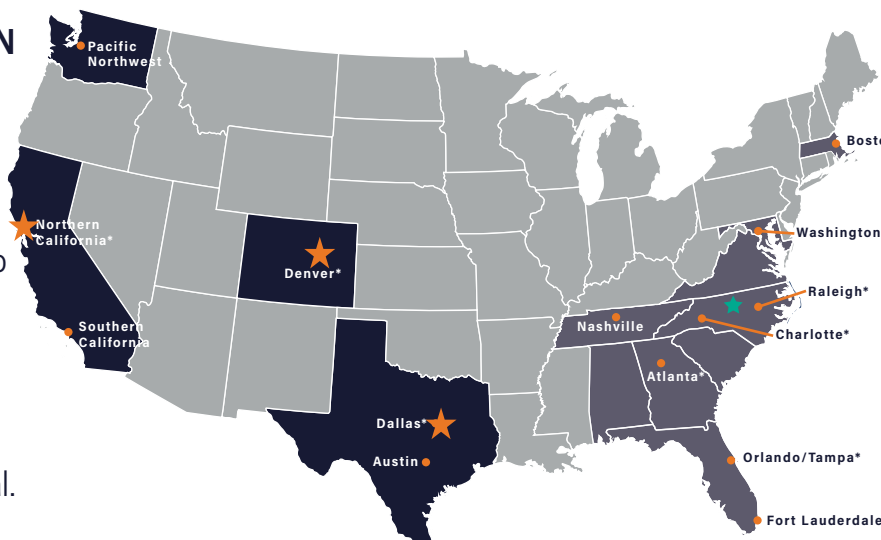 N
Pacific
Northwest
Northern
California*
Denver*
Southern
California
Dallas*
Austin
Nashville
Atlanta*
Washington
Raleigh*
Charlotte*
Orlando/Tampa*
Fort Lauderdale